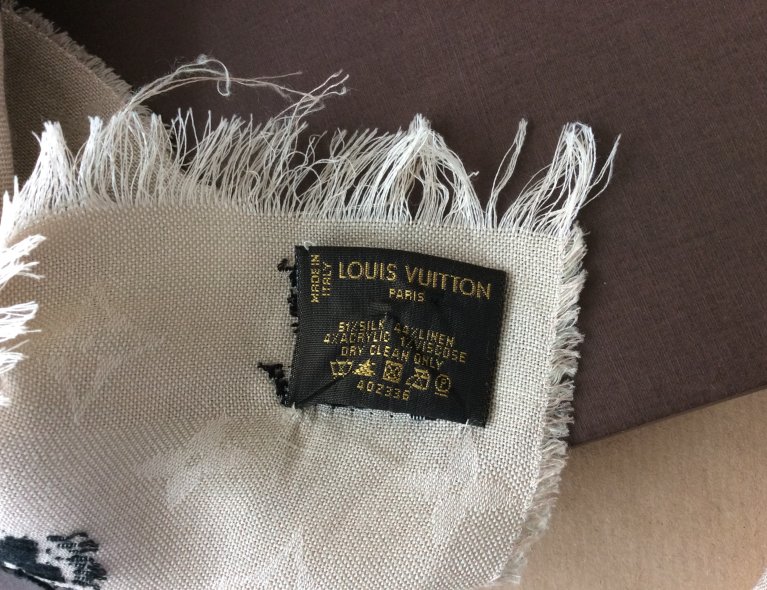 MADE IN
ITALY
LOUIS VUITTON
PARIS
51%SILK 44%LINEN
4%ACRYLIC 1%VISCOSE
DRY CLEAN ONLY
402336